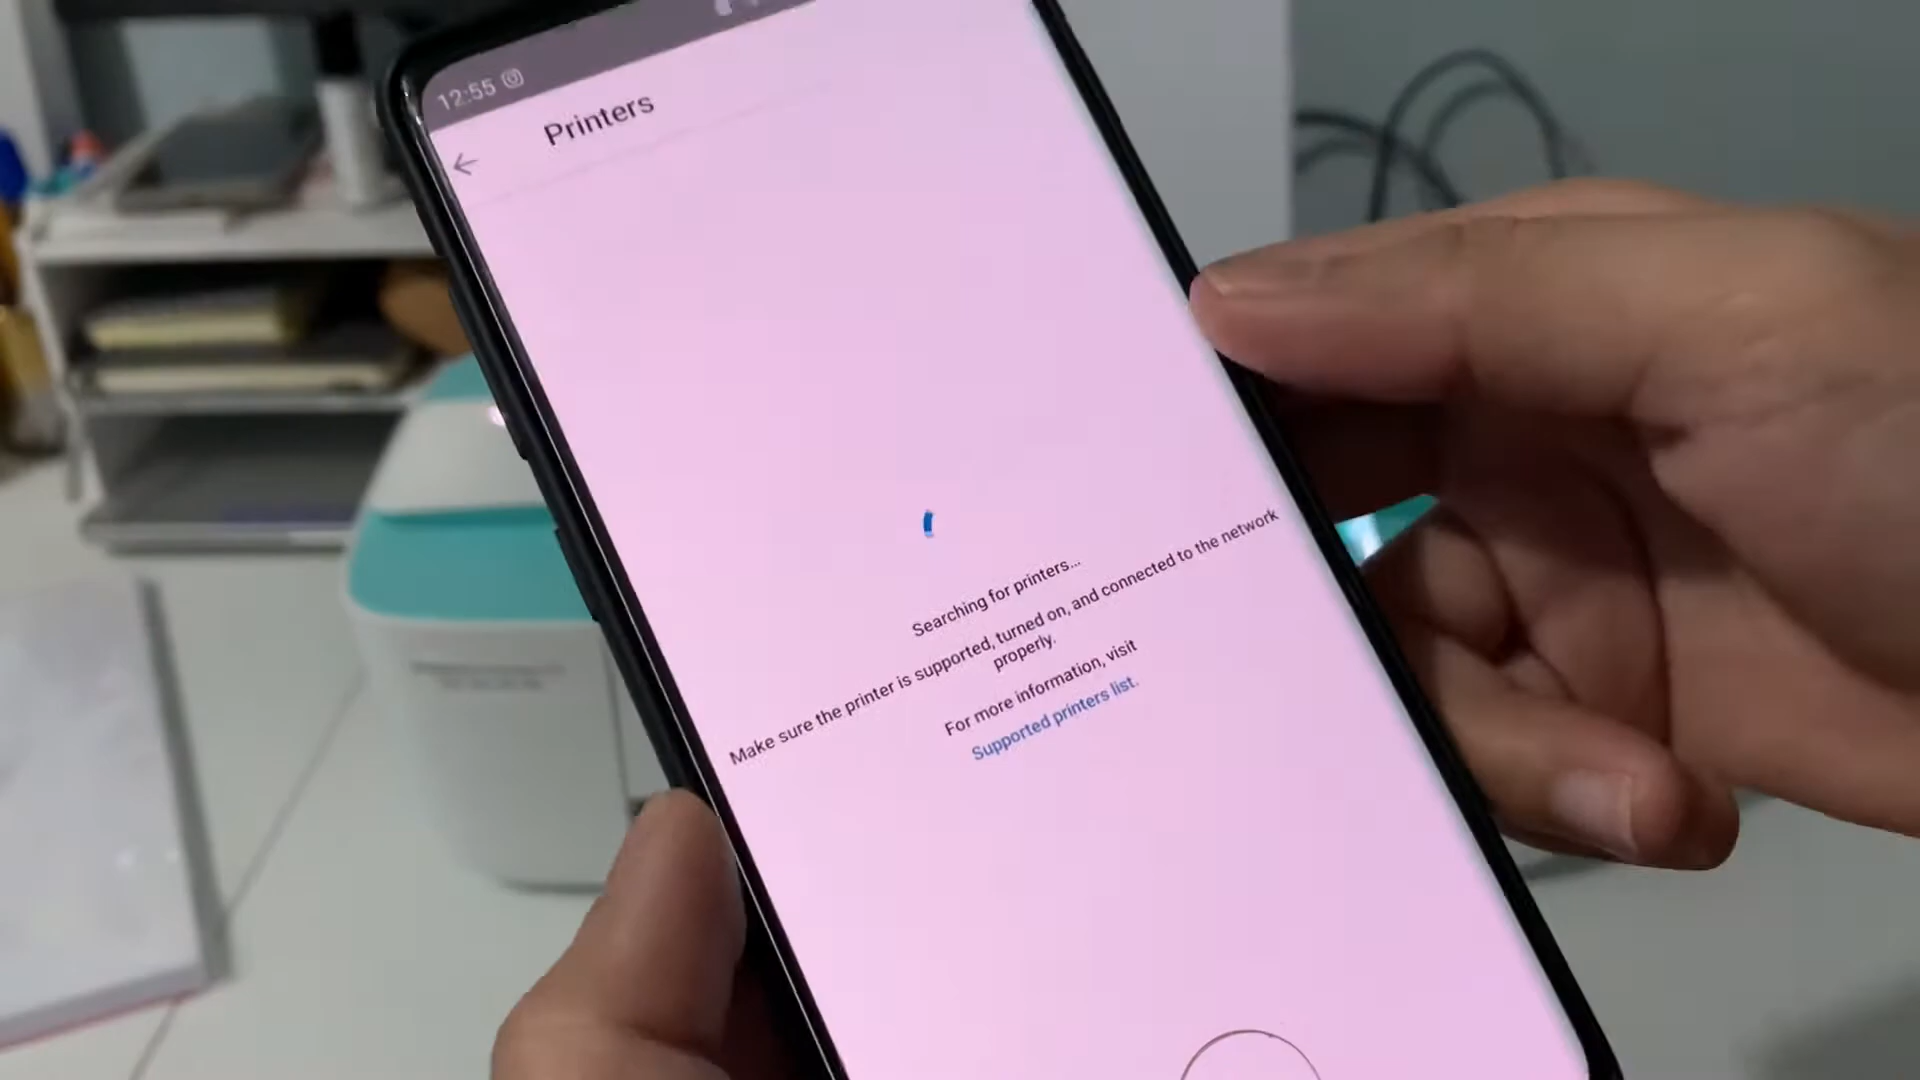 12:55
Printers
Searching for printers...
Make sure the printer is supported, turned on, and connected to the network
properly.
For more information, visit
Supported printers list.